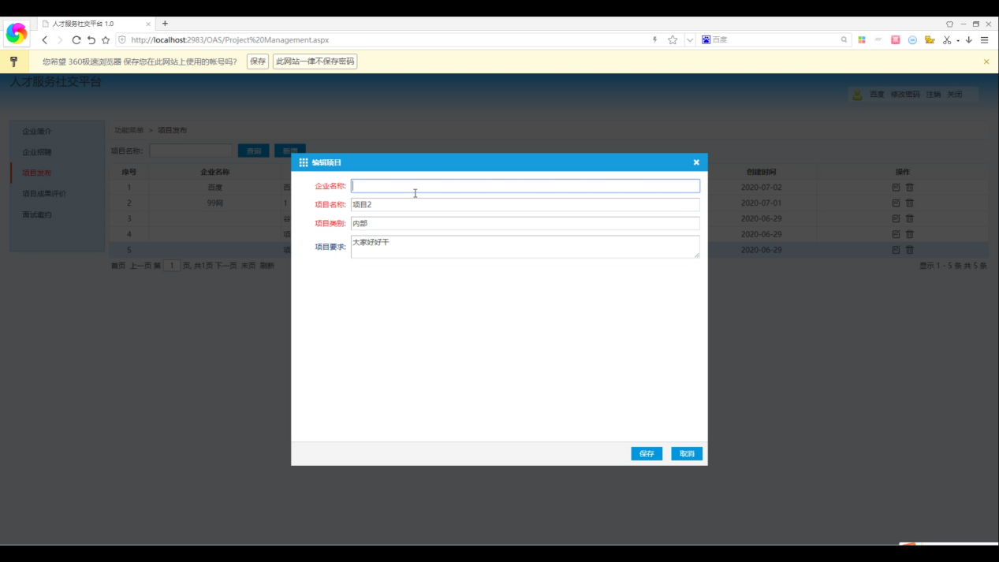 人才服务社交平台 1.0
http://localhost:2983/OAS/Project%20Management.aspx
百度
您希望 360极速浏览器 保存您在此网站上使用的帐号吗? 保存 此网站一律不保存密码
人才服务社交平台
百度 修改密码 注销 关闭
企业简介
企业招聘
项目发布
项目成果评价
面试邀约
功能菜单 > 项目发布
项目名称: 查询 新增
序号 企业名称 创建时间 操作
1 百度 百 2020-07-02
2 99网 1 2020-07-01
3 谷 2020-06-29
4 项 2020-06-29
5 项 2020-06-29
首页 上一页 第 1 页, 共1页 下一页 末页 刷新
显示 1 - 5 条 共 5 条
编辑项目
企业名称:
项目名称: 项目2
项目类别: 内部
项目要求: 大家好好干
保存 取消